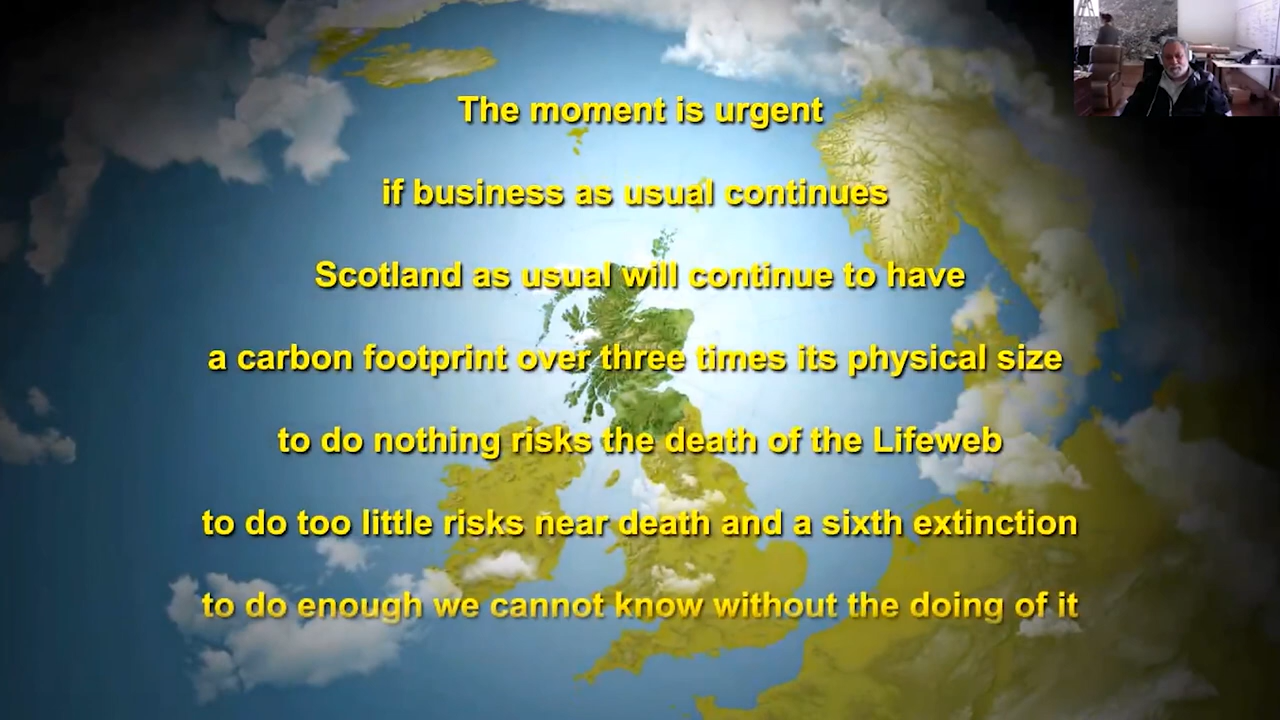 The moment is urgent
if business as usual continues
Scotland as usual will continue to have
a carbon footprint over three times its physical size
to do nothing risks the death of the Lifeweb
to do too little risks near death and a sixth extinction
to do enough we cannot know without the doing of it